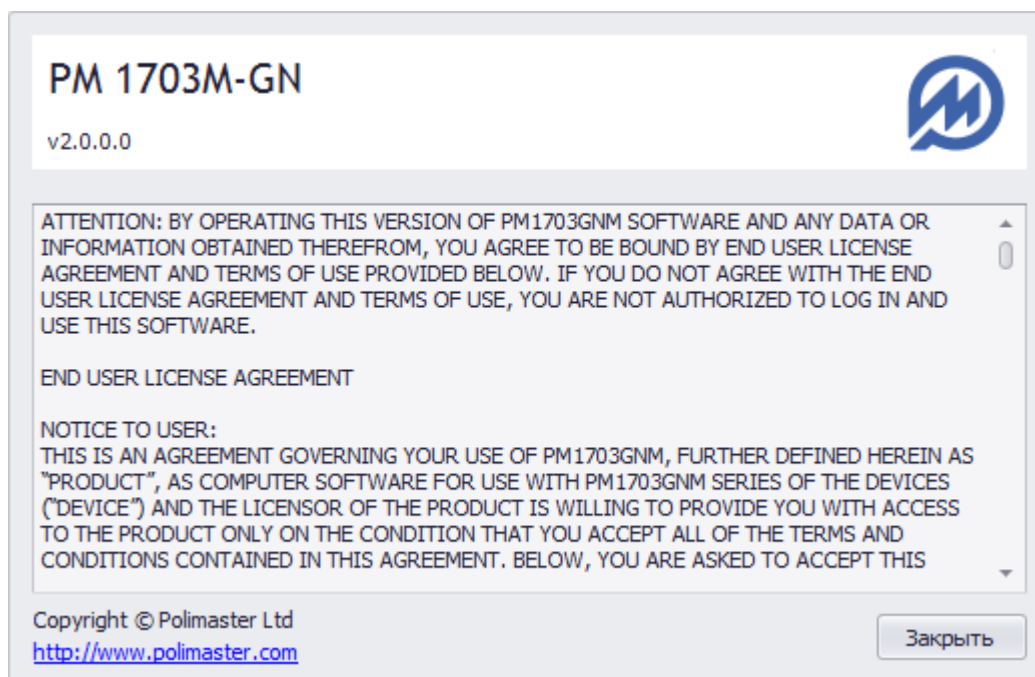 PM 1703M-GN
v2.0.0.0
ATTENTION: BY OPERATING THIS VERSION OF PM1703GNM SOFTWARE AND ANY DATA OR
INFORMATION OBTAINED THEREFROM, YOU AGREE TO BE BOUND BY END USER LICENSE
AGREEMENT AND TERMS OF USE PROVIDED BELOW. IF YOU DO NOT AGREE WITH THE END
USER LICENSE AGREEMENT AND TERMS OF USE, YOU ARE NOT AUTHORIZED TO LOG IN AND
USE THIS SOFTWARE.
END USER LICENSE AGREEMENT
NOTICE TO USER:
THIS IS AN AGREEMENT GOVERNING YOUR USE OF PM1703GNM, FURTHER DEFINED HEREIN AS
“PRODUCT”, AS COMPUTER SOFTWARE FOR USE WITH PM1703GNM SERIES OF THE DEVICES
(“DEVICE”) AND THE LICENSOR OF THE PRODUCT IS WILLING TO PROVIDE YOU WITH ACCESS
TO THE PRODUCT ONLY ON THE CONDITION THAT YOU ACCEPT ALL OF THE TERMS AND
CONDITIONS CONTAINED IN THIS AGREEMENT. BELOW, YOU ARE ASKED TO ACCEPT THIS
Copyright © Polimaster Ltd
http://www.polimaster.com
Закрыть